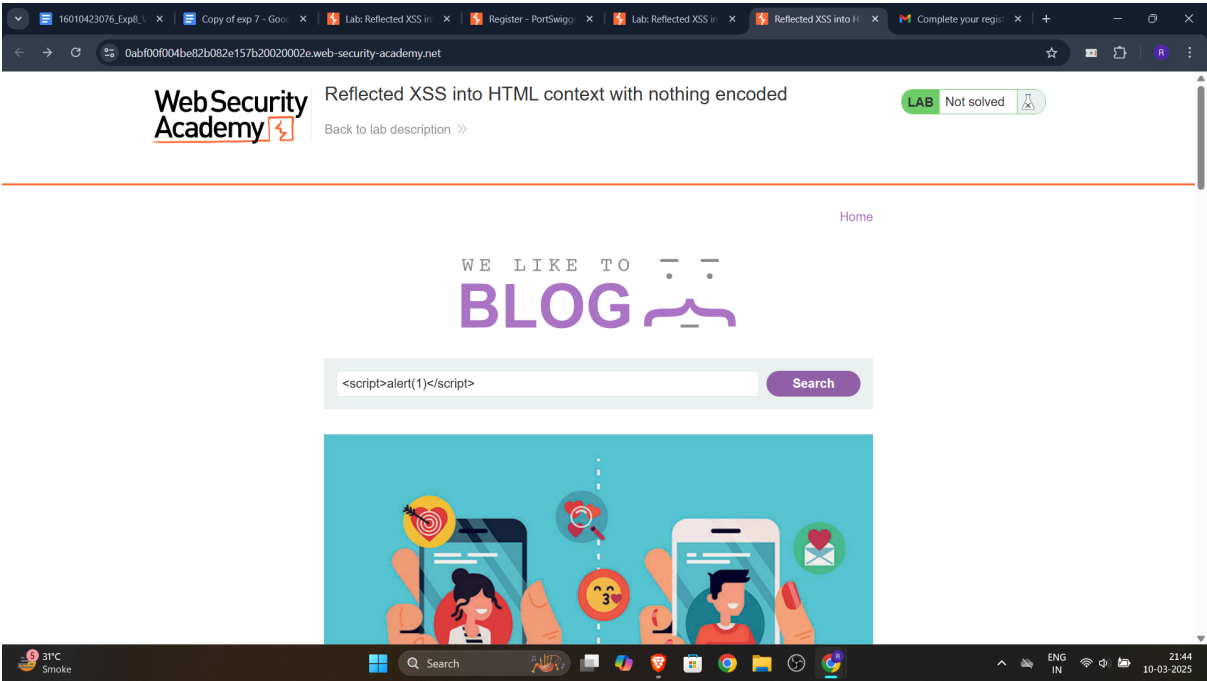 16010423076_Exp8_
Copy of exp 7 - Goo
Lab: Reflected XSS in
Register - PortSwigg
Lab: Reflected XSS in
Reflected XSS into H
Complete your regis
0abf00f004be82b082e157b20020002e.web-security-academy.net
R
Web Security
Academy
Reflected XSS into HTML context with nothing encoded
Back to lab description
LAB Not solved
Home
WE LIKE TO
BLOG
<script>alert(1)</script>
Search
5
31°C
Smoke
Search
ENG
IN
21:44
10-03-2025